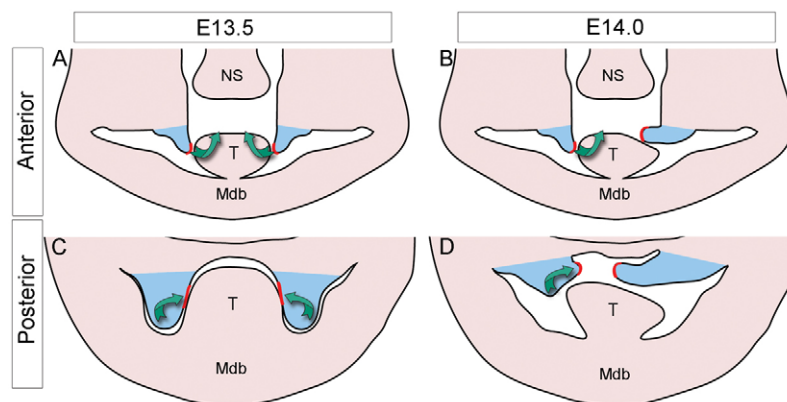 E13.5
E14.0
Anterior
A
NS
T
Mdb
B
NS
T
Mdb
Posterior
C
T
Mdb
D
T
Mdb